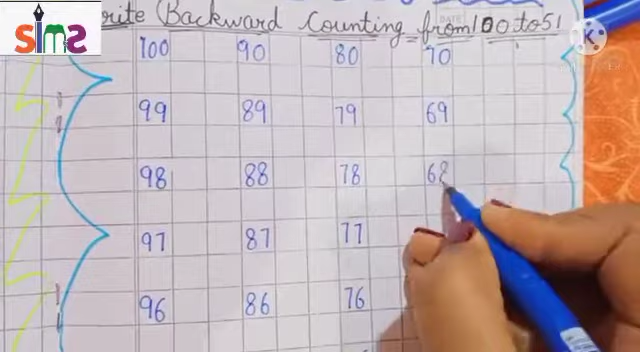 SimS
rite Backward Counting from 100 to 51
100 90 80 70
99 89 79 69
98 88 78 68
97 87 77
96 86 76
K